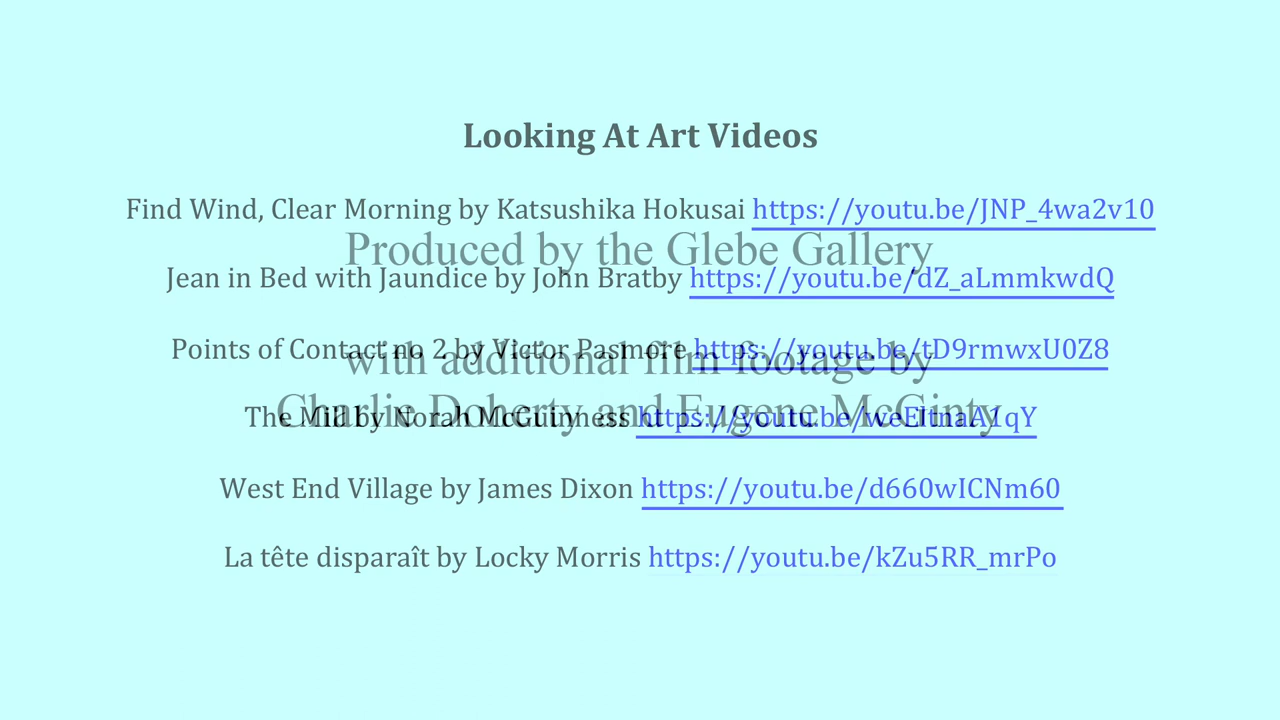 Looking At Art Videos
Find Wind, Clear Morning by Katsushika Hokusai https://youtu.be/JNP_4wa2v10
Produced by the Glebe Gallery
Jean in Bed with Jaundice by John Bratby https://youtu.be/dZ_aLmmkwdQ
Points of Contact no 2 by Victor Pasmore https://youtu.be/tD9rmwxU0Z8
with additional film footage by
The Mill by Norah McGuinness
Charlie Doherty and Eugene McGinty
West End Village by James Dixon https://youtu.be/d660wICNm60
La tête disparaît by Locky Morris https://youtu.be/kZu5RR_mrPo